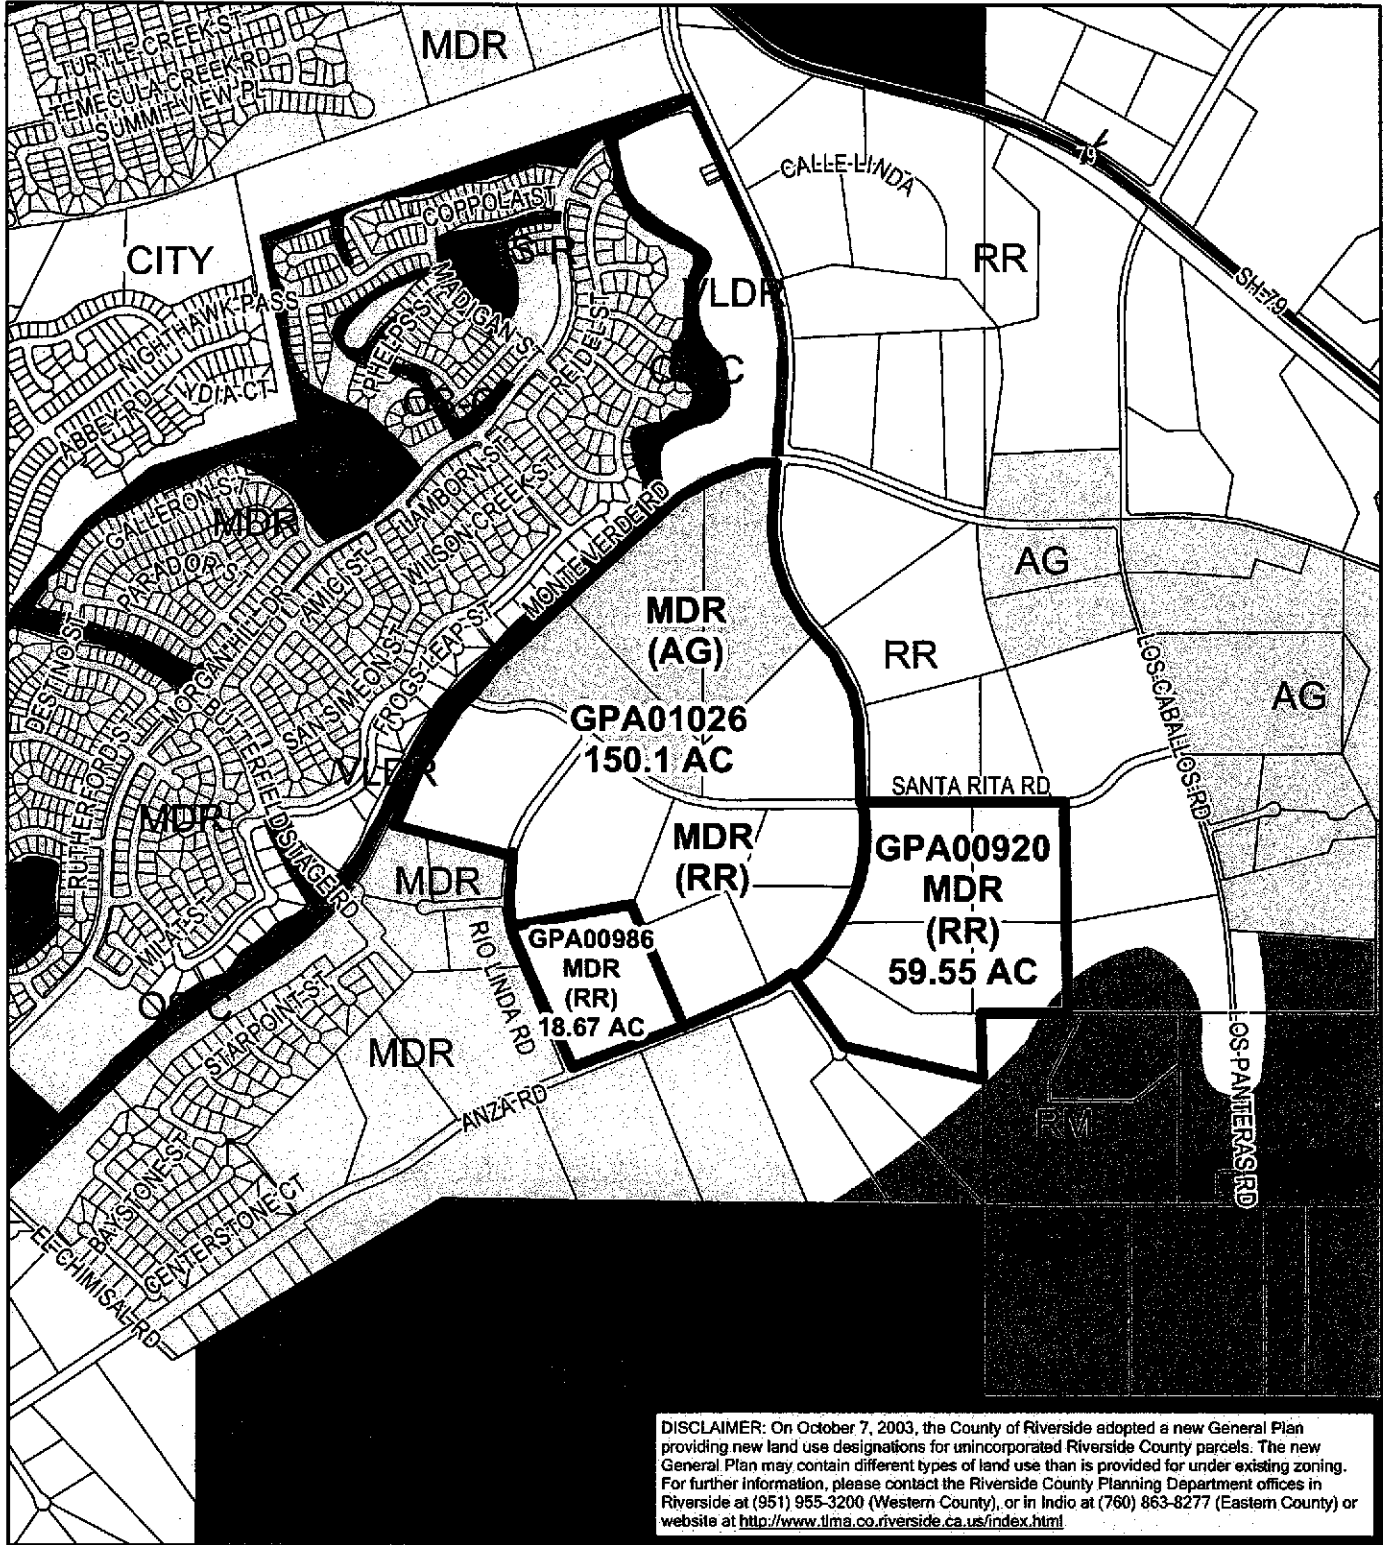 TURTLE CREEK ST
TEMECULA CREEK RD
SUMMIT VIEW PL
MDR
CITY
COPPOLA ST
CALLE LINDA
79
RR
SH-79
NIGHTHAWK PASS
MADIGAN ST
PHELPS ST
REIDEL ST
VLDR
ABBEY RD
LYDIA CT
GALLERON ST
MDR
PARADOR ST
HAMBORN ST
WILSON CREEK ST
AMICI ST
MONTE VERDE RD
AG
MDR
(AG)
RR
DESTINO ST
MORGAN HILL DR
SAN SIMEON ST
FROGS LEAP ST
LOS CABALLOS RD
AG
GPA01026
150.1 AC
RUTHERFORD ST
BUTTERFIELD STAGE RD
VLDR
MDR
SANTA RITA RD
MDR
(RR)
GPA00920
MDR
(RR)
59.55 AC
MDR
MILAT ST
RIO LINDA RD
GPA00986
MDR
(RR)
18.67 AC
STARPOINT ST
MDR
ANZA RD
RM
LOS PANTERAS RD
BAYSTONE ST
CENTERSTONE CT
EL CHIMISAL RD
DISCLAIMER: On October 7, 2003, the County of Riverside adopted a new General Plan
providing new land use designations for unincorporated Riverside County parcels. The new
General Plan may contain different types of land use than is provided for under existing zoning.
For further information, please contact the Riverside County Planning Department offices in
Riverside at (951) 955-3200 (Western County), or in Indio at (760) 863-8277 (Eastern County) or
website at http://www.tlma.co.riverside.ca.us/index.html